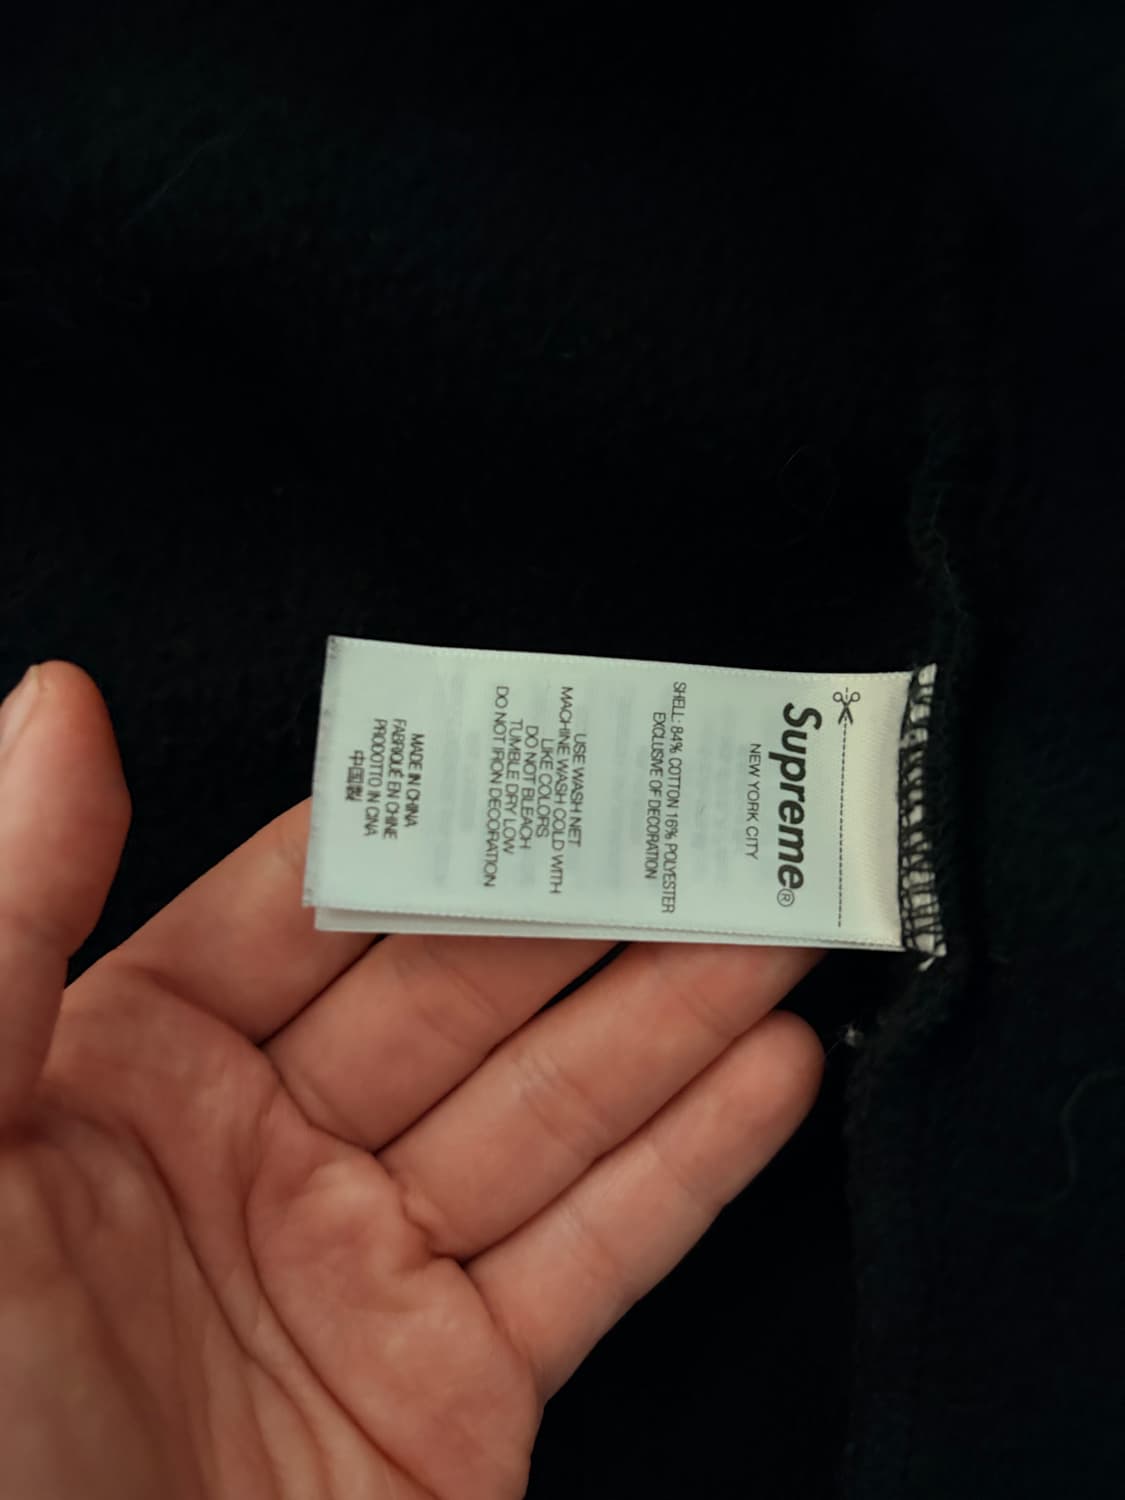 Supreme®
NEW YORK CITY
SHELL: 84% COTTON 16% POLYESTER
EXCLUSIVE OF DECORATION
USE WASH NET
MACHINE WASH COLD WITH
LIKE COLORS
DO NOT BLEACH
TUMBLE DRY LOW
DO NOT IRON DECORATION
MADE IN CHINA
FABRIQUÉ EN CHINE
PRODOTTO IN CINA
中国製